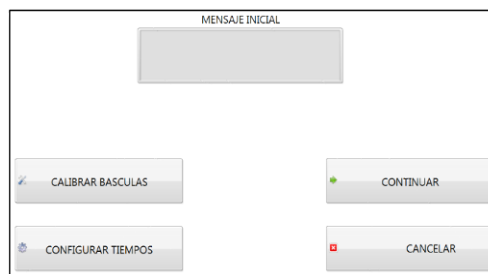 MENSAJE INICIAL
CALIBRAR BASCULAS
CONTINUAR
CONFIGURAR TIEMPOS
CANCELAR